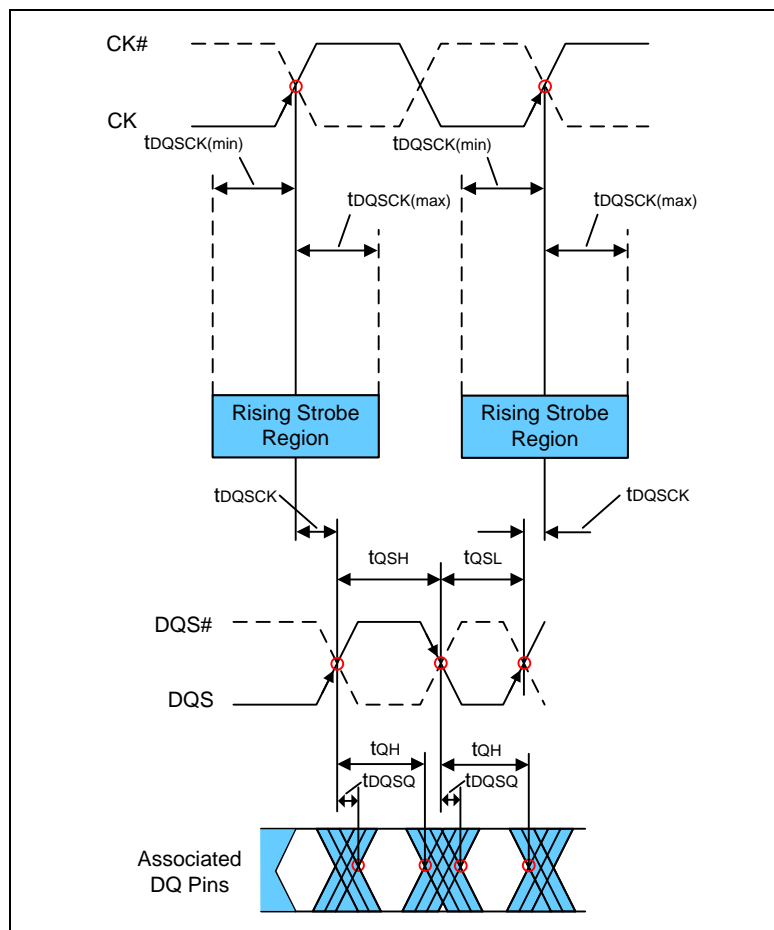 CK#
CK
tDQSCK(min)
tDQSCK(min)
tDQSCK(max)
tDQSCK(max)
Rising Strobe
Region
Rising Strobe
Region
tDQSCK
tDQSCK
tQSH
tQSL
DQS#
DQS
tQH
tQH
tDQSQ
tDQSQ
Associated
DQ Pins